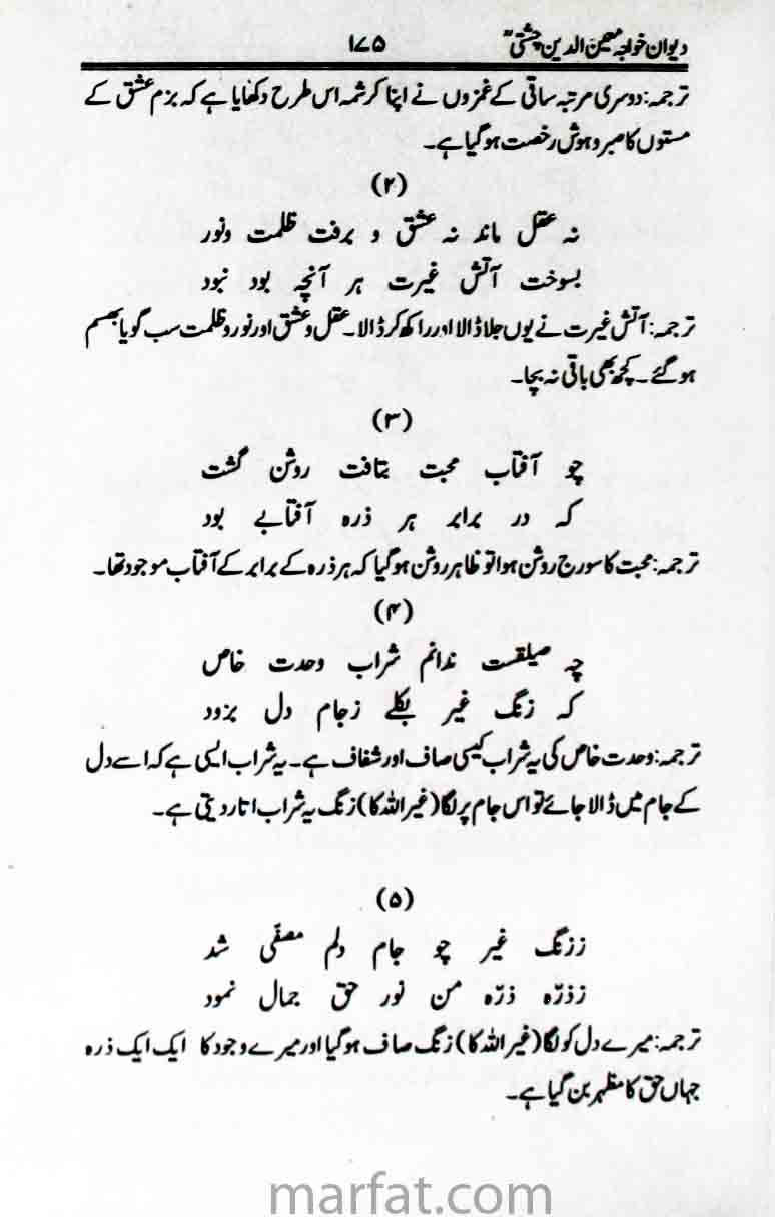 دیوان خواجہ معین الدین چشتیؒ ۱۷۵
ترجمہ: دوسری مرتبہ ساقی کے غمزوں نے اپنا کرشمہ اس طرح دکھایا ہے کہ بزم عشق کے
مستوں کا صبر و ہوش رخصت ہو گیا ہے۔
(۲)
نہ عقل ماند نہ عشق و برفت ظلمت ونور
بسوخت آتش غیرت ہر آنچہ بود نبود
ترجمہ: آتش غیرت نے یوں جلا ڈالا اور راکھ کر ڈالا۔ عقل وعشق اور نور وظلمت سب گویا بھسم
ہو گئے۔ کچھ بھی باقی نہ بچا۔
(۳)
چو آفتاب محبت بتافت روشن گشت
کہ در برابر ہر ذرہ آفتابے بود
ترجمہ: محبت کا سورج روشن ہوا تو ظاہر روشن ہو گیا کہ ہر ذرہ کے برابر کے آفتاب موجود تھا۔
(۴)
چہ صیقلست ندانم شراب وحدت خاص
کہ زنگ غیر بکلے زجام دل بزدود
ترجمہ: وحدت خاص کی یہ شراب کیسی صاف اور شفاف ہے۔ یہ شراب ایسی ہے کہ اسے دل
کے جام میں ڈالا جائے تو اس جام پر لگا (غیر اللہ کا) زنگ یہ شراب اتار دیتی ہے۔
(۵)
ززنگ غیر چو جام دلم مصفّی شد
زذرّہ ذرّہ من نور حق جمال نمود
ترجمہ: میرے دل کو لگا (غیر اللہ کا) زنگ صاف ہو گیا اور میرے وجود کا ایک ایک ذرہ
جہاں حق کا مظہر بن گیا ہے۔
marfat.com